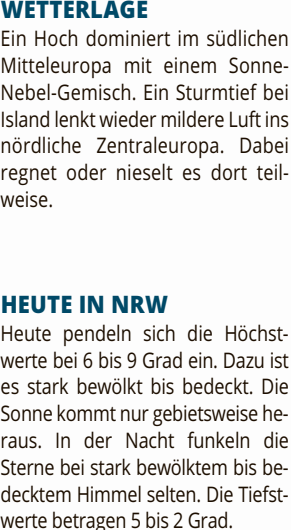 WETTERLAGE
Ein Hoch dominiert im südlichen
Mitteleuropa mit einem Sonne-
Nebel-Gemisch. Ein Sturmtief bei
Island lenkt wieder mildere Luft ins
nördliche Zentraleuropa. Dabei
regnet oder nieselt es dort teil-
weise.
HEUTE IN NRW
Heute pendeln sich die Höchst-
werte bei 6 bis 9 Grad ein. Dazu ist
es stark bewölkt bis bedeckt. Die
Sonne kommt nur gebietsweise he-
raus. In der Nacht funkeln die
Sterne bei stark bewölktem bis be-
decktem Himmel selten. Die Tiefst-
werte betragen 5 bis 2 Grad.